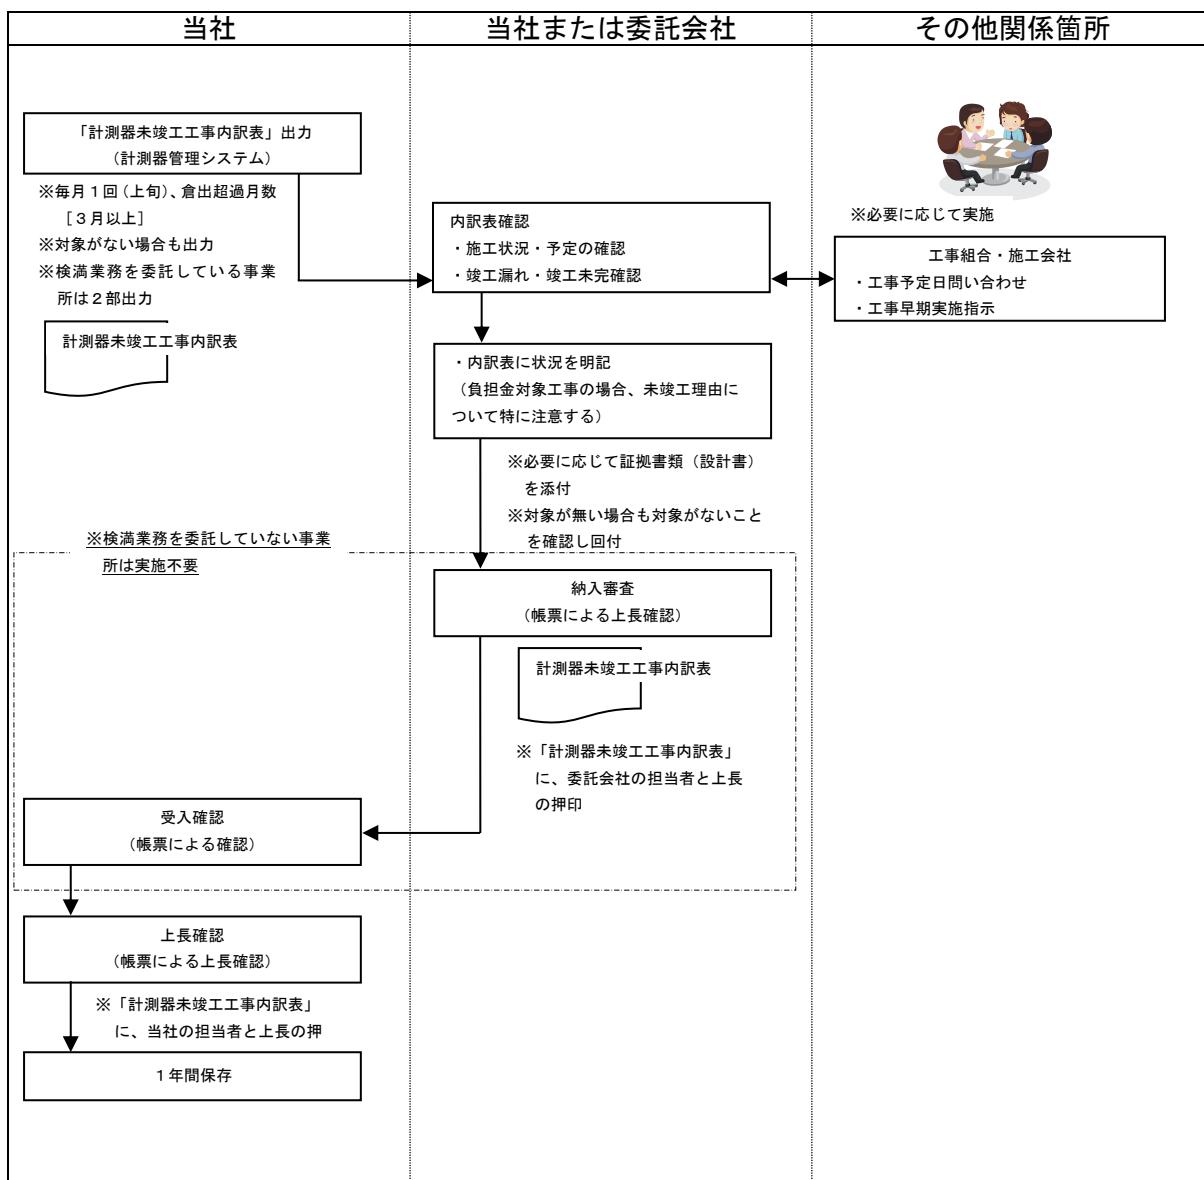 当社
当社または委託会社
その他関係箇所
「計測器未竣工工事内訳表」出力
（計測器管理システム）
※毎月１回（上旬）、倉出超過月数
［３月以上］
※対象がない場合も出力
※検満業務を委託している事業
所は２部出力
計測器未竣工工事内訳表
内訳表確認
・施工状況・予定の確認
・竣工漏れ・竣工未完確認
※必要に応じて実施
工事組合・施工会社
・工事予定日問い合わせ
・工事早期実施指示
・内訳表に状況を明記
（負担金対象工事の場合、未竣工理由に
ついて特に注意する）
※必要に応じて証拠書類（設計書）
を添付
※対象が無い場合も対象がないこと
を確認し回付
※検満業務を委託していない事業
所は実施不要
納入審査
（帳票による上長確認）
計測器未竣工工事内訳表
※「計測器未竣工工事内訳表」
に、委託会社の担当者と上長
の押印
受入確認
（帳票による確認）
上長確認
（帳票による上長確認）
※「計測器未竣工工事内訳表」
に、当社の担当者と上長の押
１年間保存